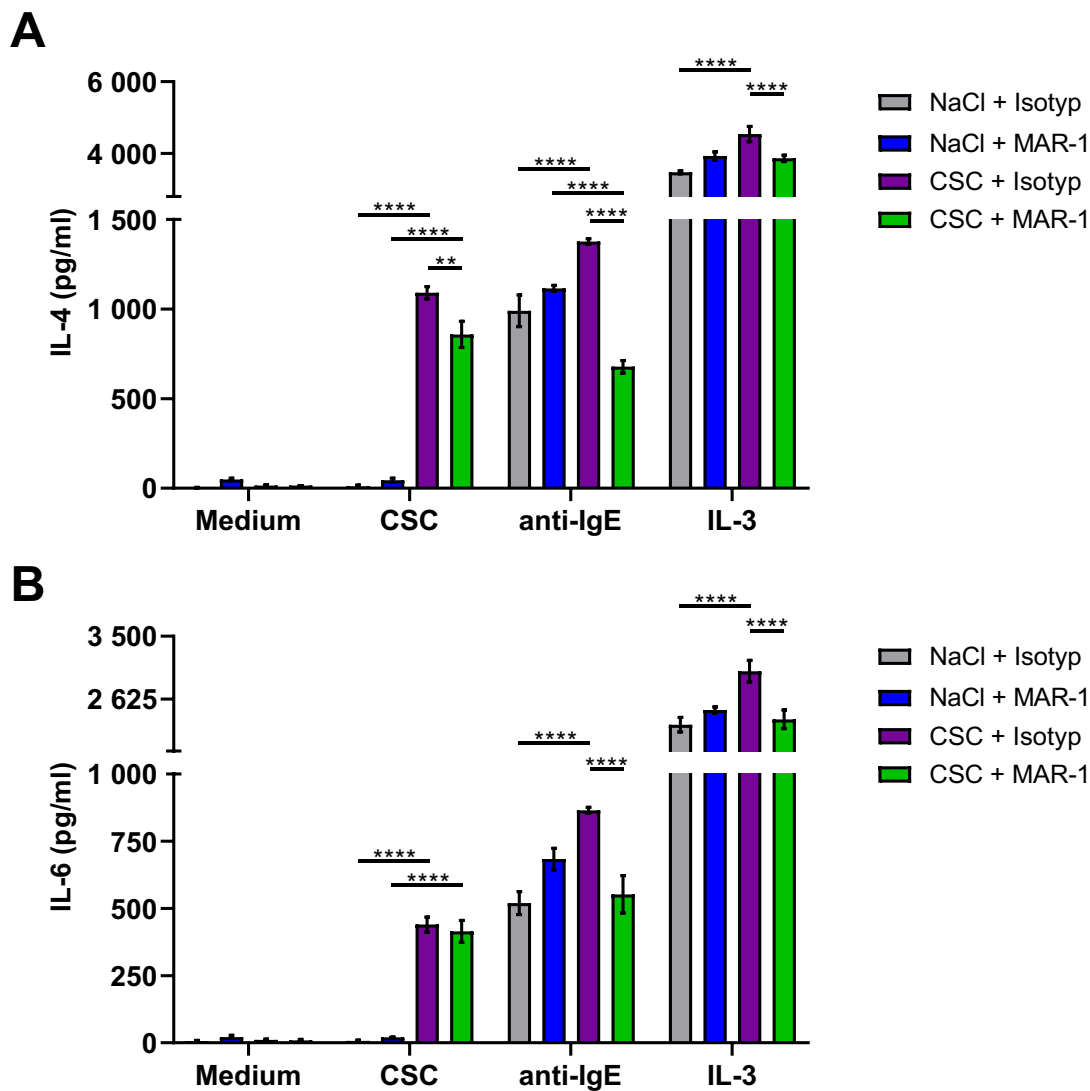 A
6 000
4 000
1 500
1 000
500
0
IL-4 (pg/ml)
****
****
****
****
****
****
****
****
**
Medium
CSC
anti-IgE
IL-3
NaCl + Isotyp
NaCl + MAR-1
CSC + Isotyp
CSC + MAR-1
B
3 500
2 625
1 000
750
500
250
0
IL-6 (pg/ml)
****
****
****
****
****
****
Medium
CSC
anti-IgE
IL-3
NaCl + Isotyp
NaCl + MAR-1
CSC + Isotyp
CSC + MAR-1